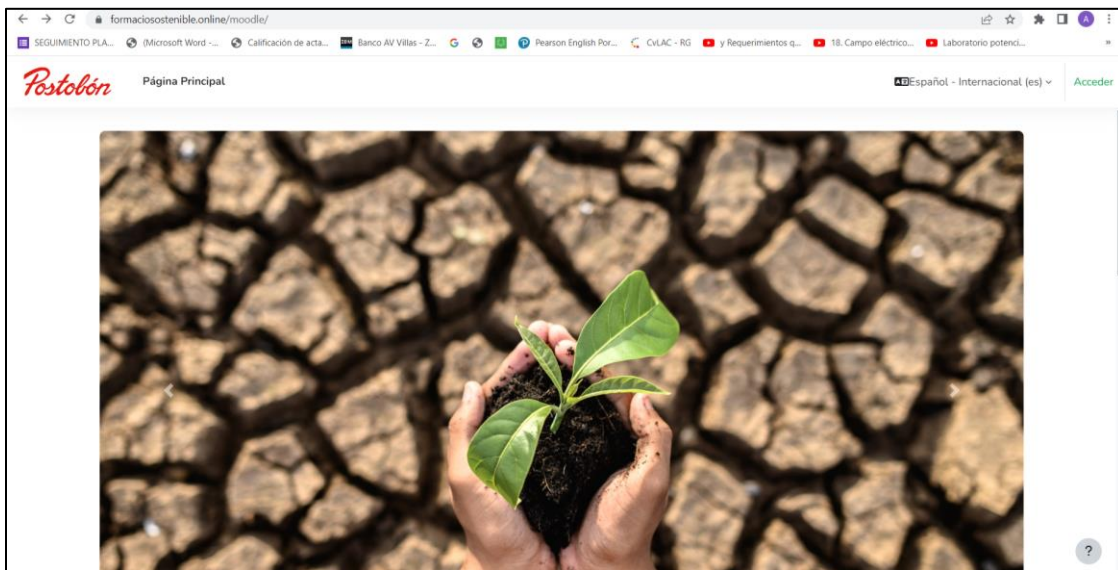 formaciosostenible.online/moodle/
SEGUIMIENTO PLA... (Microsoft Word -... Calificación de acta... Banco AV Villas - Z... Pearson English Por... CvLAC - RG y Requerimientos q... 18. Campo eléctrico... Laboratorio potenci... »
Postobón Página Principal Español - Internacional (es) Acceder
?